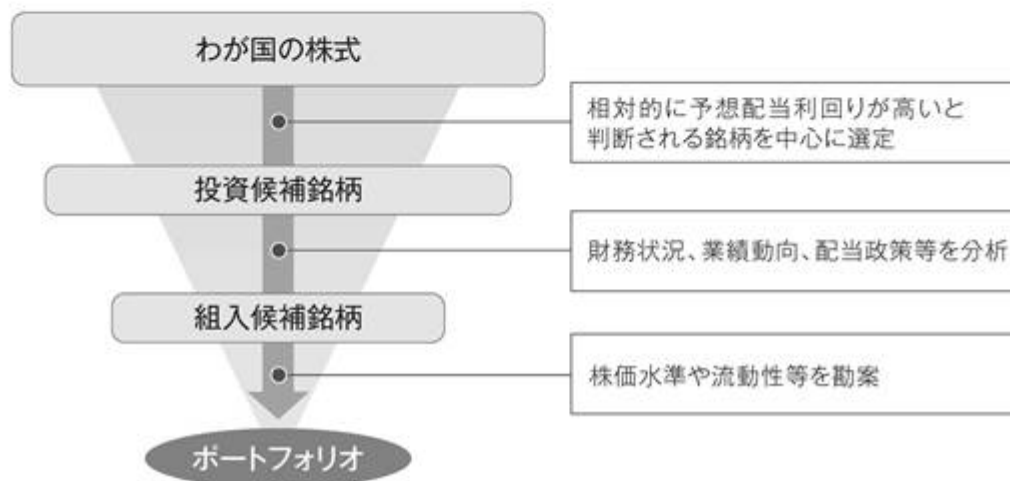 わが国の株式
相対的に予想配当利回りが高いと
判断される銘柄を中心に選定
投資候補銘柄
財務状況、業績動向、配当政策等を分析
組入候補銘柄
株価水準や流動性等を勘案
ポートフォリオ